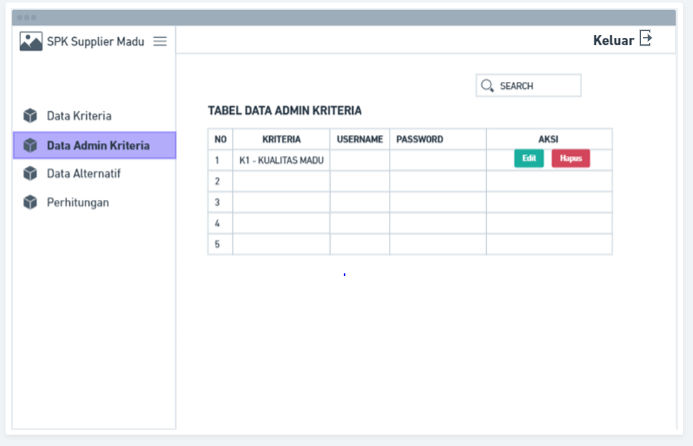 SPK Supplier Madu
Keluar
SEARCH
Data Kriteria
Data Admin Kriteria
Data Alternatif
Perhitungan
TABEL DATA ADMIN KRITERIA
NO KRITERIA USERNAME PASSWORD AKSI
1 K1 - KUALITAS MADU Edit Hapus
2
3
4
5